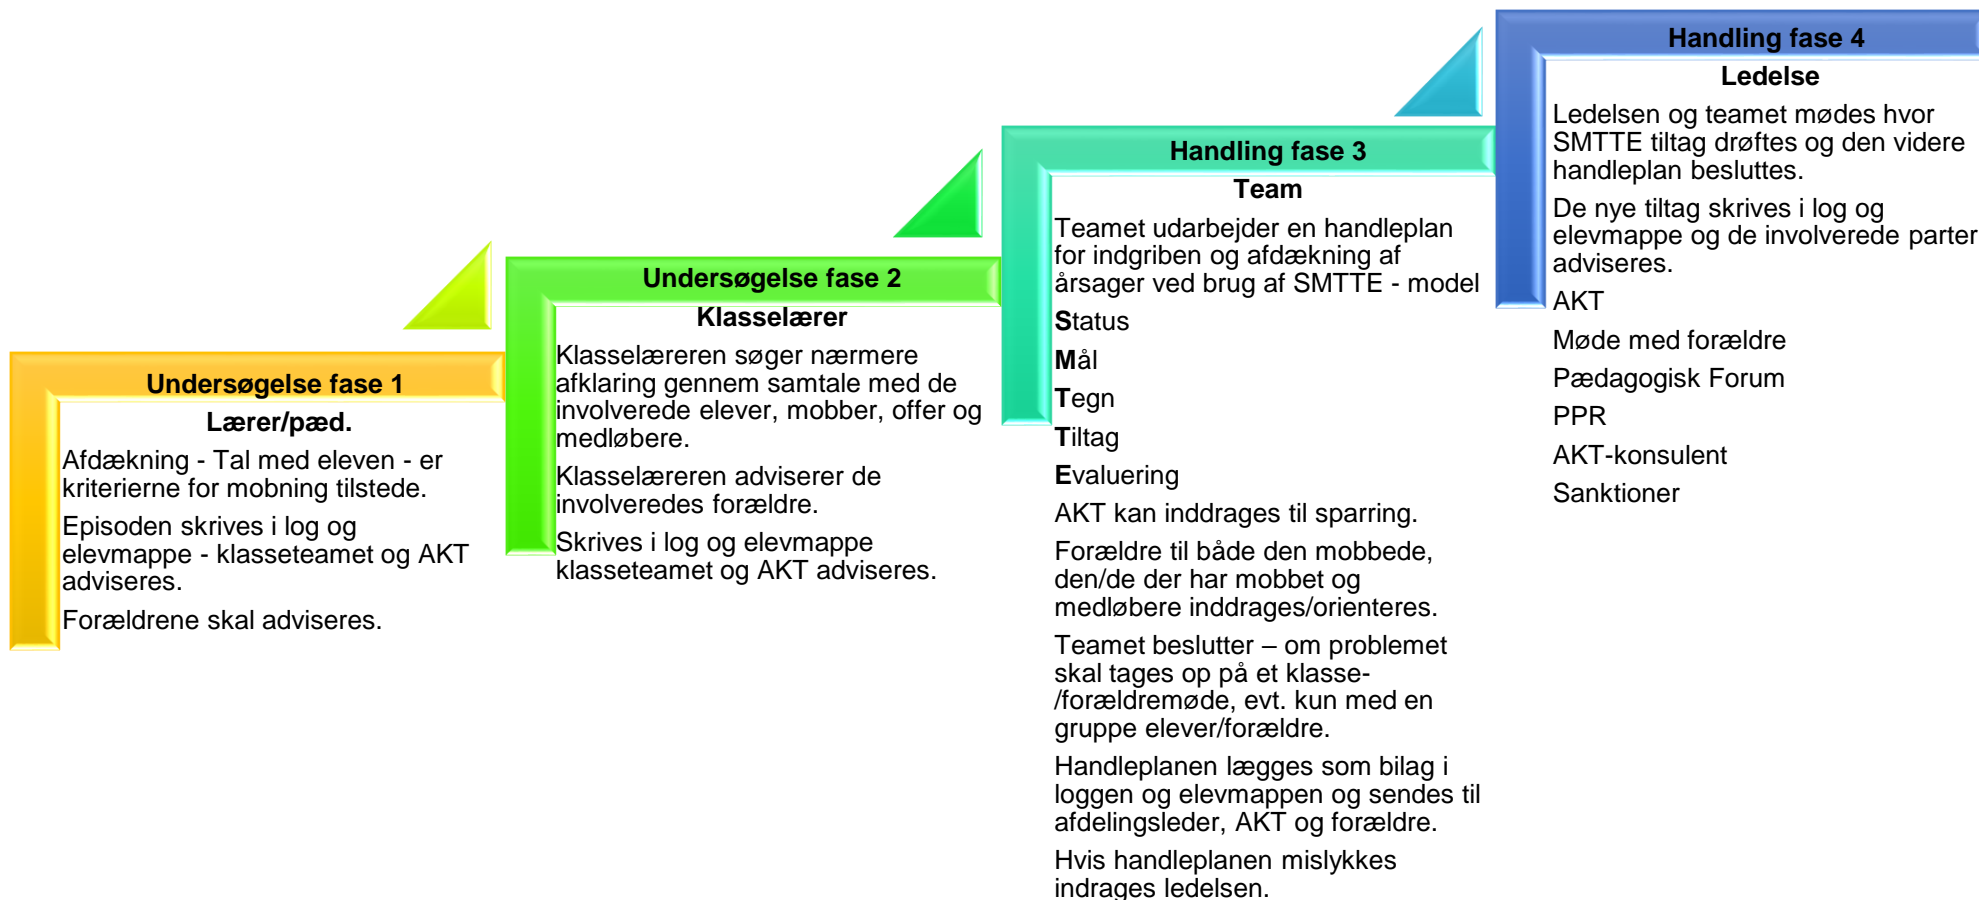 Undersøgelse fase 1
Lærer/pæd.
Afdækning - Tal med eleven - er
kriterierne for mobning tilstede.
Episoden skrives i log og
elevmappe - klasseteamet og AKT
adviseres.
Forældrene skal adviseres.
Undersøgelse fase 2
Klasselærer
Klasselæreren søger nærmere
afklaring gennem samtale med de
involverede elever, mobber, offer og
medløbere.
Klasselæreren adviserer de
involveredes forældre.
Skrives i log og elevmappe
klasseteamet og AKT adviseres.
Handling fase 3
Team
Teamet udarbejder en handleplan
for indgriben og afdækning af
årsager ved brug af SMTTE - model
Status
Mål
Tegn
Tiltag
Evaluering
AKT kan inddrages til sparring.
Forældre til både den mobbede,
den/de der har mobbet og
medløbere inddrages/orienteres.
Teamet beslutter – om problemet
skal tages op på et klasse-
/forældremøde, evt. kun med en
gruppe elever/forældre.
Handleplanen lægges som bilag i
loggen og elevmappen og sendes til
afdelingsleder, AKT og forældre.
Hvis handleplanen mislykkes
indrages ledelsen.
Handling fase 4
Ledelse
Ledelsen og teamet mødes hvor
SMTTE tiltag drøftes og den videre
handleplan besluttes.
De nye tiltag skrives i log og
elevmappe og de involverede parter
adviseres.
AKT
Møde med forældre
Pædagogisk Forum
PPR
AKT-konsulent
Sanktioner